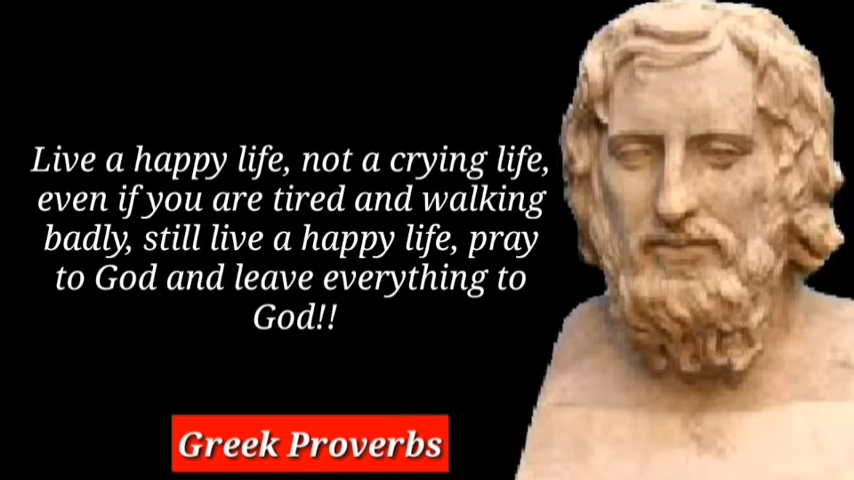 Live a happy life, not a crying life,
even if you are tired and walking
badly, still live a happy life, pray
to God and leave everything to
God!!
Greek Proverbs